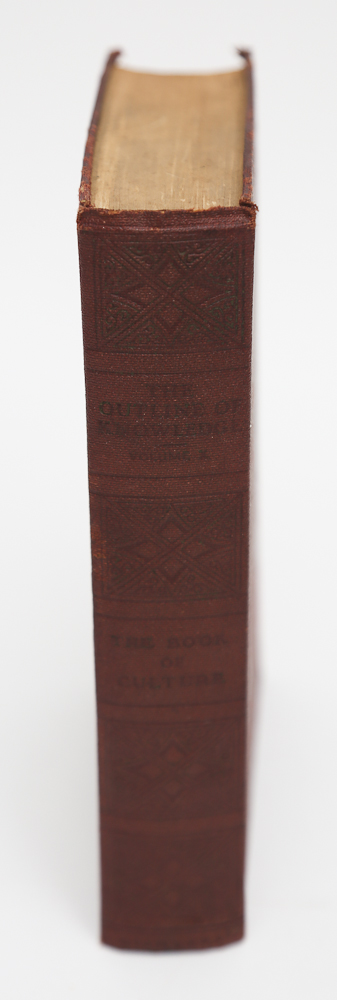 THE
OUTLINE OF
KNOWLEDGE
VOLUME X
THE BOOK
OF
CULTURE